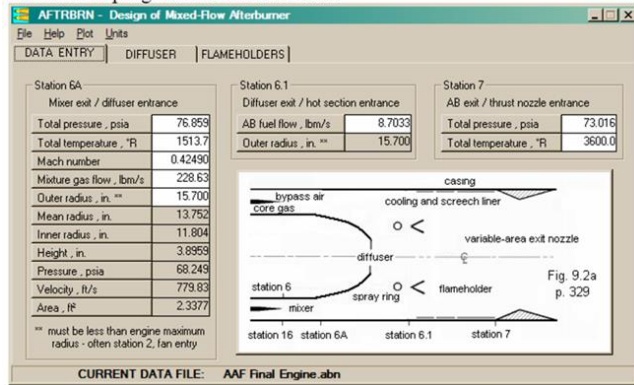 AFTRBRN - Design of Mixed-Flow Afterburner
File Help Plot Units
DATA ENTRY DIFFUSER FLAMEHOLDERS
Station 6A
Mixer exit / diffuser entrance
Total pressure , psia 76.859
Total temperature , °R 1513.7
Mach number 0.42490
Mixture gas flow , lbm/s 228.63
Outer radius , in. ** 15.700
Mean radius , in. 13.752
Inner radius , in. 11.804
Height , in. 3.8959
Pressure , psia 68.249
Velocity , ft/s 779.83
Area , ft² 2.3377
** must be less than engine maximum
radius - often station 2, fan entry
Station 6.1
Diffuser exit / hot section entrance
AB fuel flow , lbm/s 8.7033
Outer radius , in. ** 15.700
Station 7
AB exit / thrust nozzle entrance
Total pressure , psia 73.016
Total temperature , °R 3600.0
casing
bypass air
core gas
cooling and screech liner
variable-area exit nozzle
diffuser
℄
Fig. 9.2a
p. 329
station 6
spray ring
flameholder
mixer
station 16 station 6A station 6.1 station 7
CURRENT DATA FILE: AAF Final Engine.abn